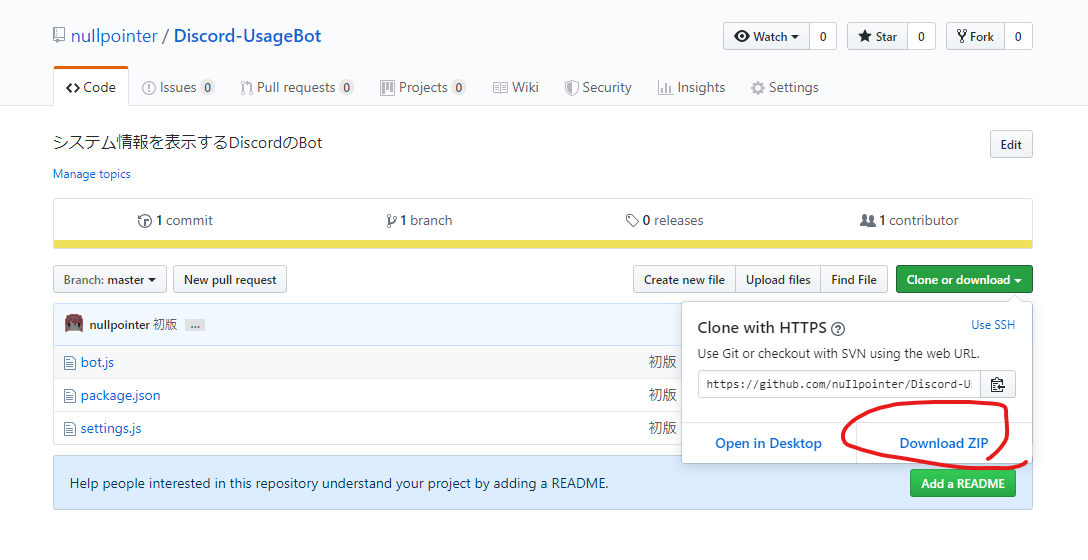 nullpointer / Discord-UsageBot
Watch 0 Star 0 Fork 0
Code Issues 0 Pull requests 0 Projects 0 Wiki Security Insights Settings
システム情報を表示するDiscordのBot
Edit
Manage topics
1 commit 1 branch 0 releases 1 contributor
Branch: master New pull request Create new file Upload files Find File Clone or download
nullpointer 初版 ...
Clone with HTTPS ? Use SSH
Use Git or checkout with SVN using the web URL.
https://github.com/nuIlpointer/Discord-Us
Open in Desktop Download ZIP
bot.js 初版
package.json 初版
settings.js 初版
Help people interested in this repository understand your project by adding a README.
Add a README